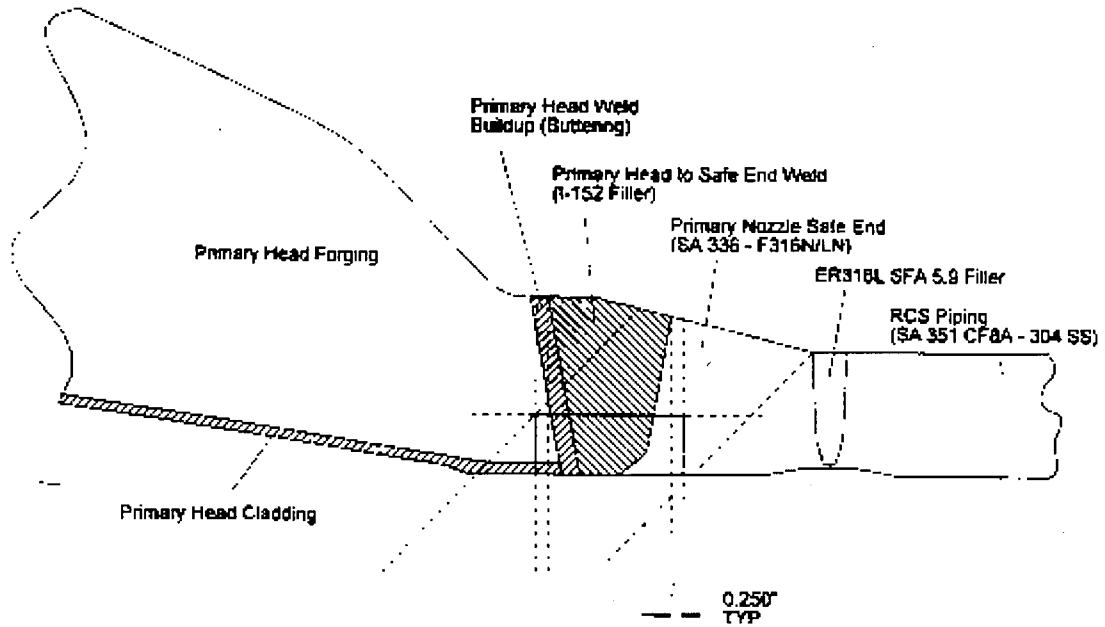 Primary Head Weld
Buildup (Buttering)
Primary Head to Safe End Weld
(I-152 Filler)
Primary Nozzle Safe End
(SA 336 - F316N/LN)
Primary Head Forging
ER316L SFA 5.9 Filler
RCS Piping
(SA 351 CF8A - 304 SS)
Primary Head Cladding
0.250"
TYP